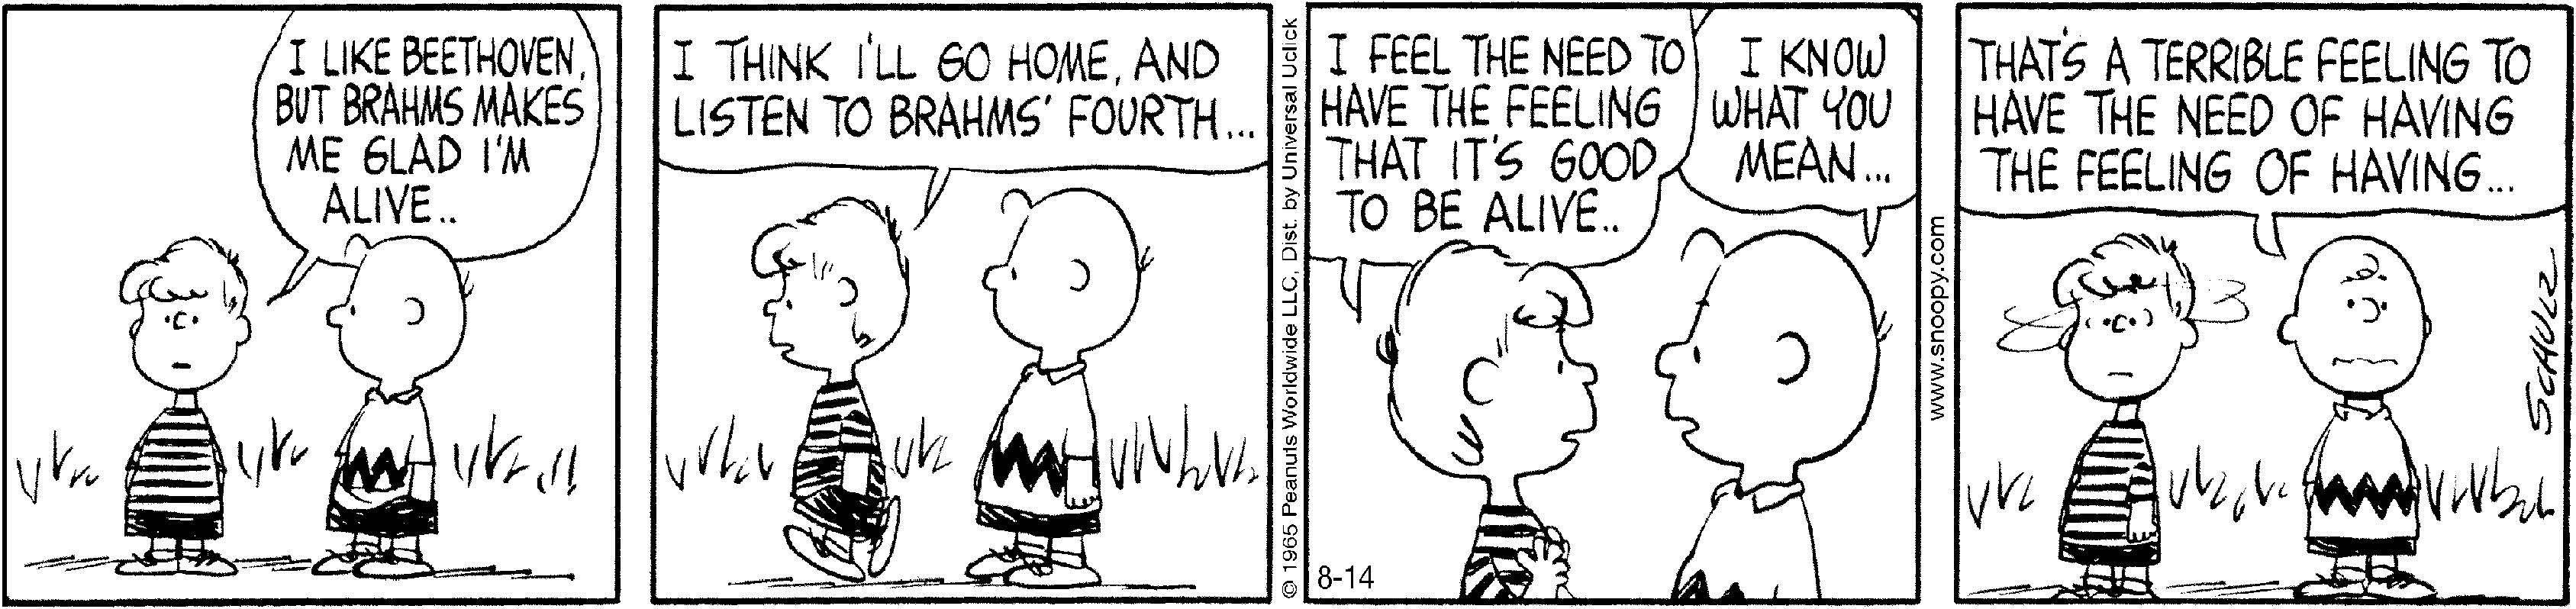 I LIKE BEETHOVEN,
BUT BRAHMS MAKES
ME GLAD I'M
ALIVE..
I THINK I'LL GO HOME, AND
LISTEN TO BRAHMS' FOURTH...
© 1965 Peanuts Worldwide LLC, Dist. by Universal Uclick
I FEEL THE NEED TO
HAVE THE FEELING
THAT IT'S GOOD
TO BE ALIVE..
I KNOW
WHAT YOU
MEAN...
8-14
www.snoopy.com
THAT'S A TERRIBLE FEELING TO
HAVE THE NEED OF HAVING
THE FEELING OF HAVING...
SCHULZ